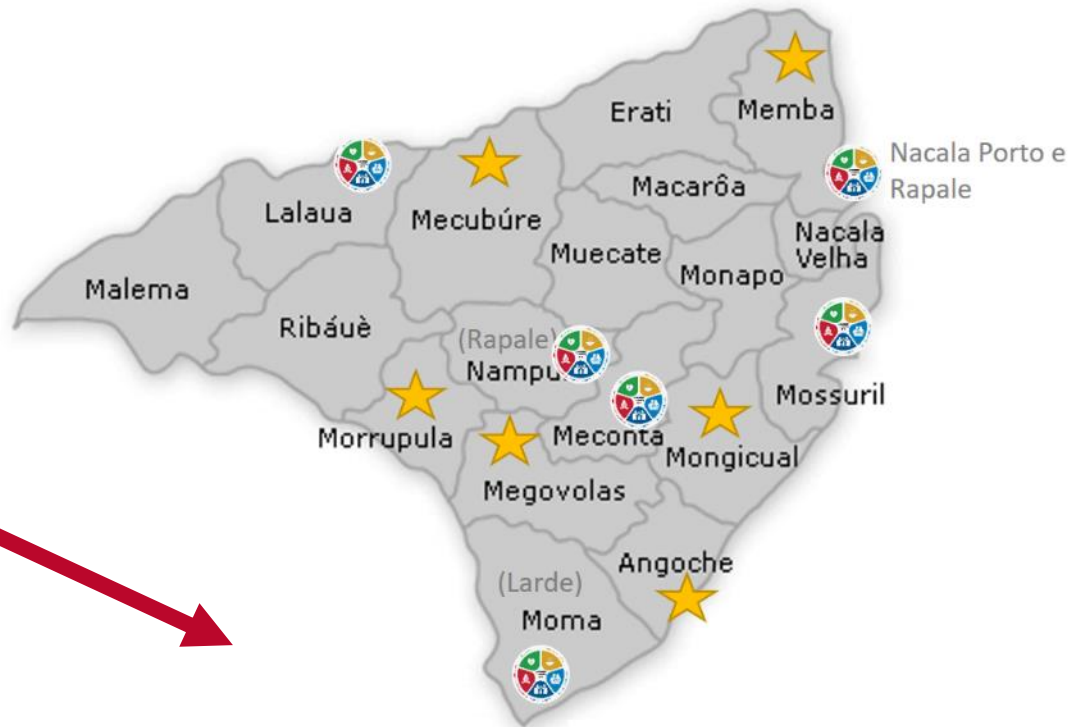 Memba
Erati
Nacala Porto e
Rapale
Macarôa
Lalaua
Mecubúre
Nacala
Velha
Muecate
Monapo
Malema
Ribáuè
(Rapale)
Nampu
Mossuril
Morrupula
Meconta
Mongicual
Megovolas
Angoche
(Larde)
Moma